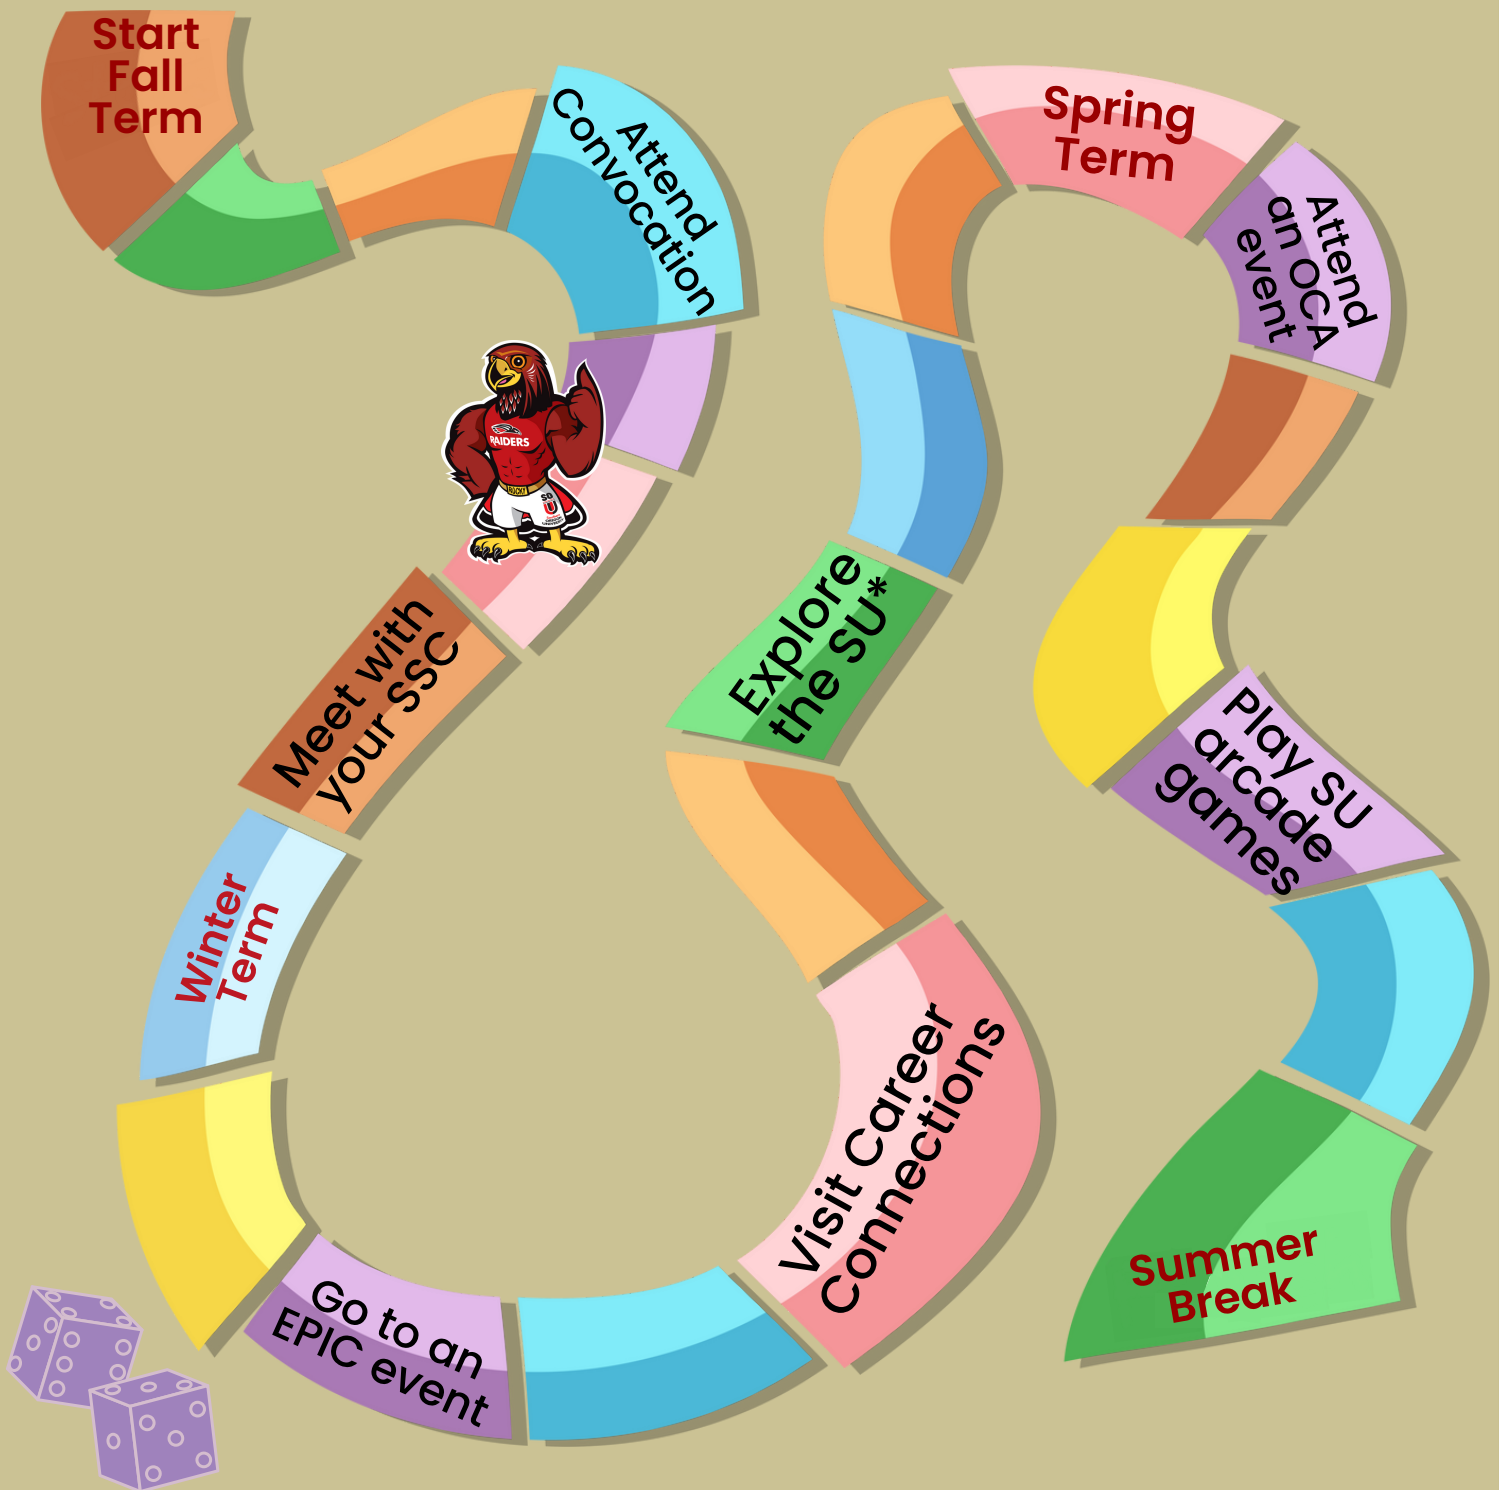 Start
Fall
Term
Attend
Convocation
RAIDERS
SO
U
Meet with
your SSC
Winter
Term
Go to an
EPIC event
Visit Career
Connections
Explore
the SU*
Spring
Term
Attend
an OCA
event
Play SU
arcade
games
Summer
Break